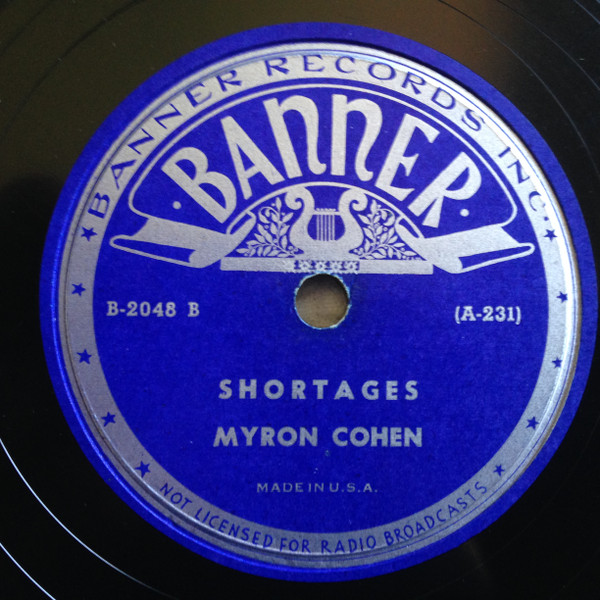 BANNER RECORDS INC.
BANNER
B-2048 B
(A-231)
SHORTAGES
MYRON COHEN
MADE IN U.S.A.
NOT LICENSED FOR RADIO BROADCASTS